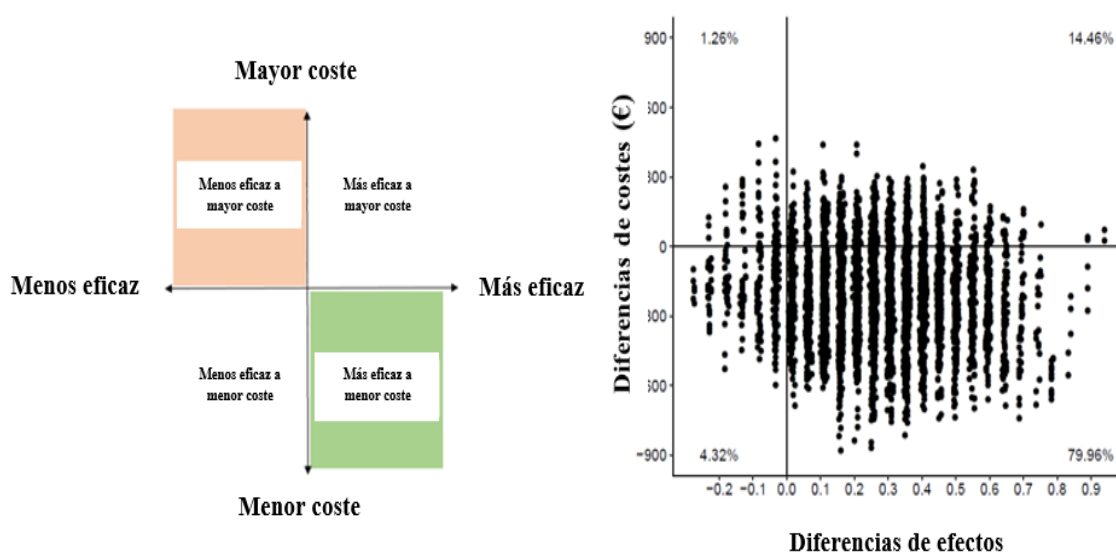 Mayor coste
Menos eficaz a
mayor coste
Más eficaz a
mayor coste
Menos eficaz
Más eficaz
Menos eficaz a
menor coste
Más eficaz a
menor coste
Menor coste
Diferencias de costes (€)
900
600
300
0
300
600
−900
1.26%
14.46%
4.32%
79.96%
−0.2 −0.1 0.0 0.1 0.2 0.3 0.4 0.5 0.6 0.7 0.8 0.9
Diferencias de efectos